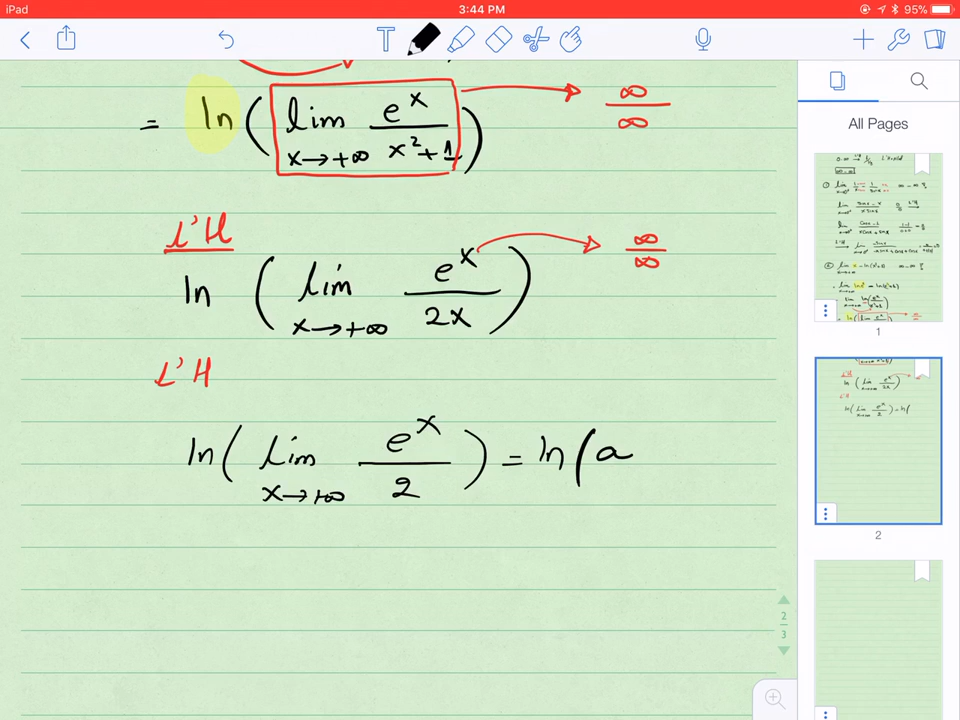 iPad 3:44 PM 95%
T
All Pages
= ln ( lim x→+∞ e^x / x²+1 ) → ∞ / ∞
L'H
ln ( lim x→+∞ e^x / 2x ) → ∞ / ∞
L'H
ln ( lim x→+∞ e^x / 2 ) = ln ( a
1
2
2
3